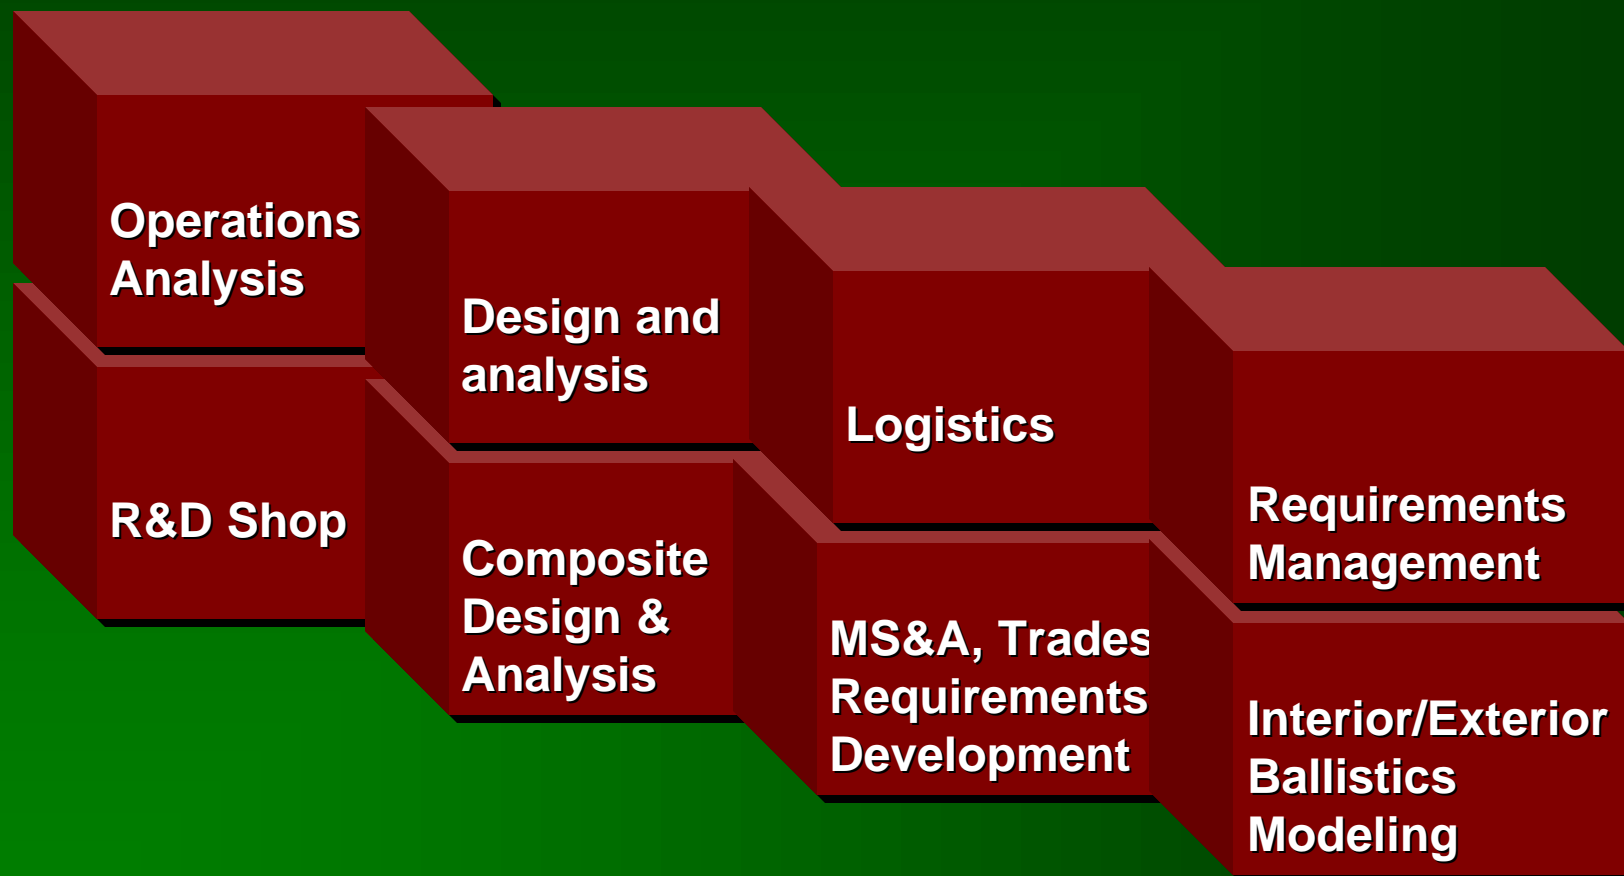 Operations
Analysis
Design and
analysis
Logistics
Requirements
Management
R&D Shop
Composite
Design &
Analysis
MS&A, Trades
Requirements
Development
Interior/Exterior
Ballistics
Modeling